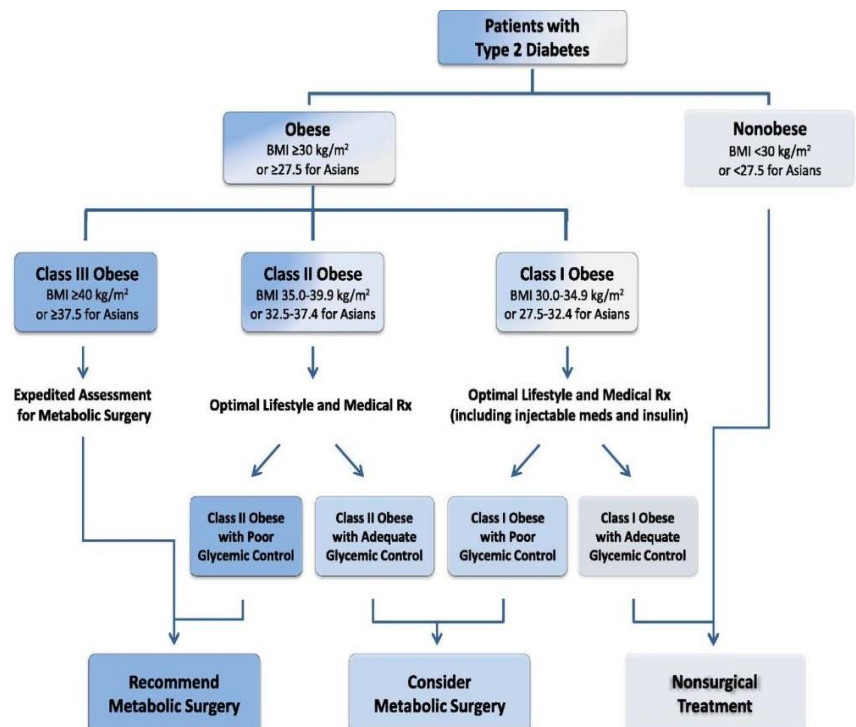 Patients with
Type 2 Diabetes
Obese
BMI ≥30 kg/m²
or ≥27.5 for Asians
Nonobese
BMI <30 kg/m²
or <27.5 for Asians
Class III Obese
BMI ≥40 kg/m²
or ≥37.5 for Asians
Class II Obese
BMI 35.0-39.9 kg/m²
or 32.5-37.4 for Asians
Class I Obese
BMI 30.0-34.9 kg/m²
or 27.5-32.4 for Asians
Expedited Assessment
for Metabolic Surgery
Optimal Lifestyle and Medical Rx
Optimal Lifestyle and Medical Rx
(including injectable meds and insulin)
Class II Obese
with Poor
Glycemic Control
Class II Obese
with Adequate
Glycemic Control
Class I Obese
with Poor
Glycemic Control
Class I Obese
with Adequate
Glycemic Control
Recommend
Metabolic Surgery
Consider
Metabolic Surgery
Nonsurgical
Treatment